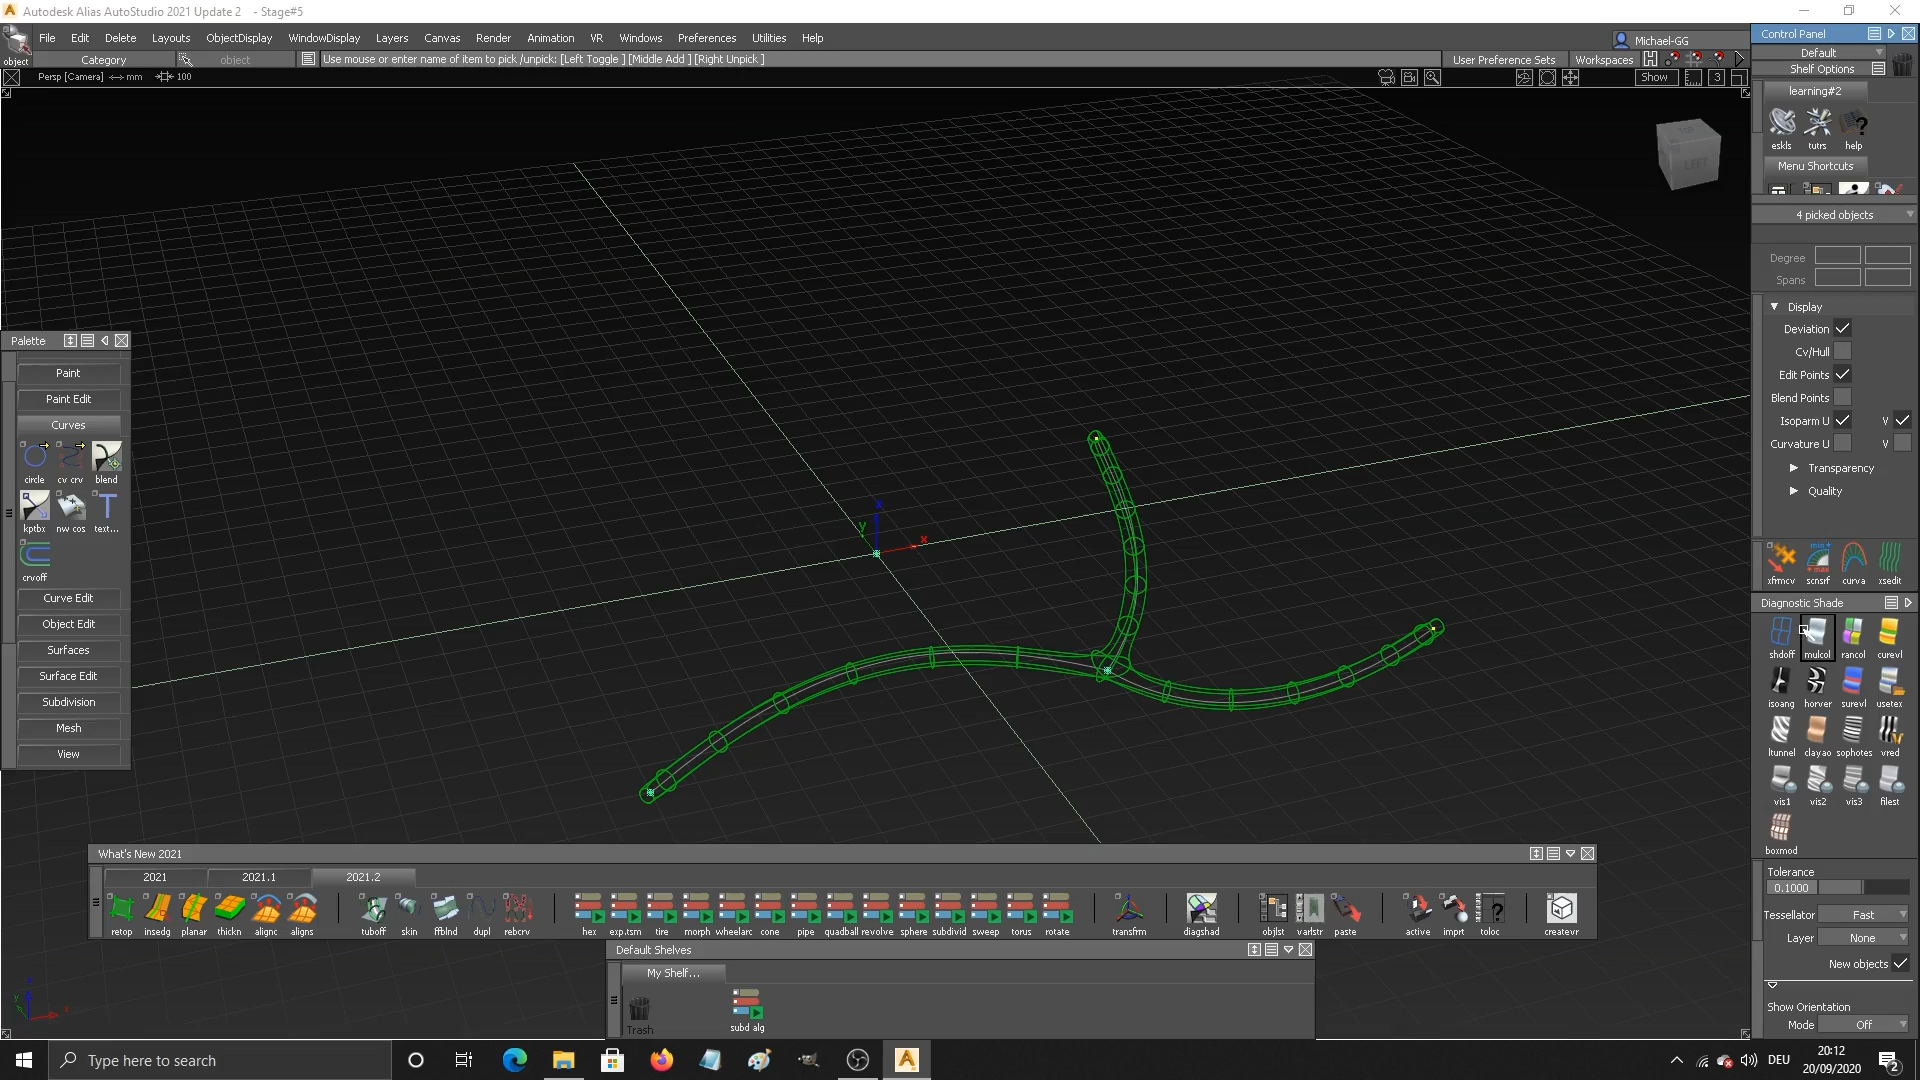 Autodesk Alias AutoStudio 2021 Update 2 - Stage#5
File Edit Delete Layouts ObjectDisplay WindowDisplay Layers Canvas Render Animation VR Windows Preferences Utilities Help
Michael-GG
object Category object Use mouse or enter name of item to pick /unpick: [Left Toggle ] [Middle Add ] [Right Unpick ] User Preference Sets Workspaces
Persp [Camera] <-> mm 100 Show 3
LEFT
x
y
x
Palette
Paint
Paint Edit
Curves
circle cv crv blend
kptbx nw cos text...
crvoff
Curve Edit
Object Edit
Surfaces
Surface Edit
Subdivision
Mesh
View
What's New 2021
2021 2021.1 2021.2
retop insedg planar thickn alignc aligns tuboff skin ffblnd dupl rebcrv hex exp.tsm tire morph wheelarc cone pipe quadball revolve sphere subdivid sweep torus rotate transfrm diagshad objlst varlstr paste active imprt toloc createvr
Default Shelves
My Shelf...
Trash subd alg
Control Panel
Default
Shelf Options
learning#2
eskls tutrs help
Menu Shortcuts
4 picked objects
Degree
Spans
Display
Deviation
Cv/Hull
Edit Points
Blend Points
Isoparm U V
Curvature U V
Transparency
Quality
xfrmcv scnsrf curva xsedit
Diagnostic Shade
shdoff mulcol rancol curevl
isoang horver surevl usetex
ltunnel clayao sophotes vred
vis1 vis2 vis3 filest
boxmod
Tolerance
0.1000
Tessellator Fast
Layer None
New objects
Show Orientation
Mode Off
Type here to search
DEU
20:12
20/09/2020
2